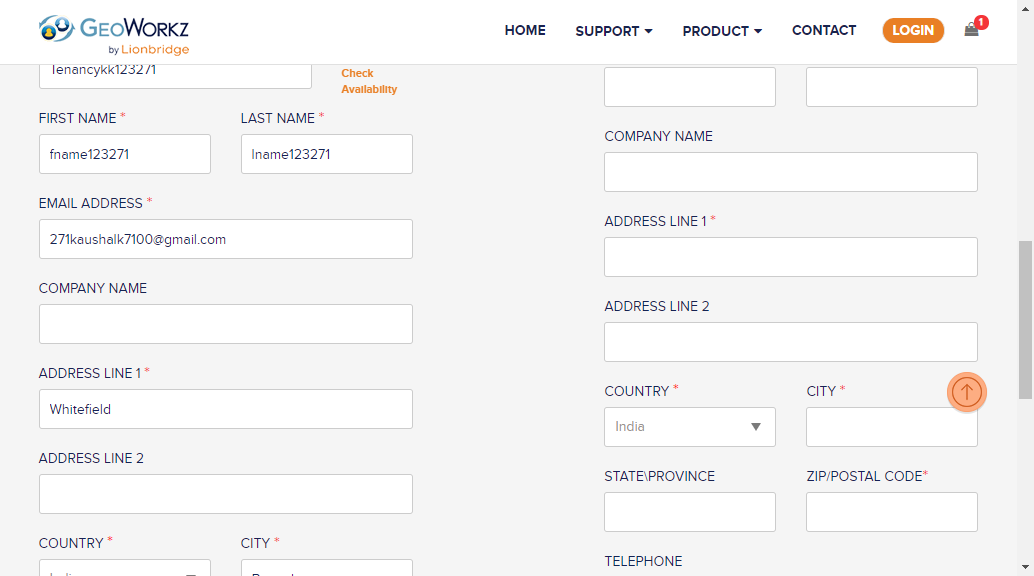 GEOWORKZ
by Lionbridge
HOME SUPPORT PRODUCT CONTACT LOGIN 1
Tenancykk123271
Check
Availability
FIRST NAME * LAST NAME *
fname123271 lname123271
EMAIL ADDRESS *
271kaushalk7100@gmail.com
COMPANY NAME
ADDRESS LINE 1 *
Whitefield
ADDRESS LINE 2
COUNTRY * CITY *
COMPANY NAME
ADDRESS LINE 1 *
ADDRESS LINE 2
COUNTRY * CITY *
India
STATE\PROVINCE ZIP/POSTAL CODE*
TELEPHONE